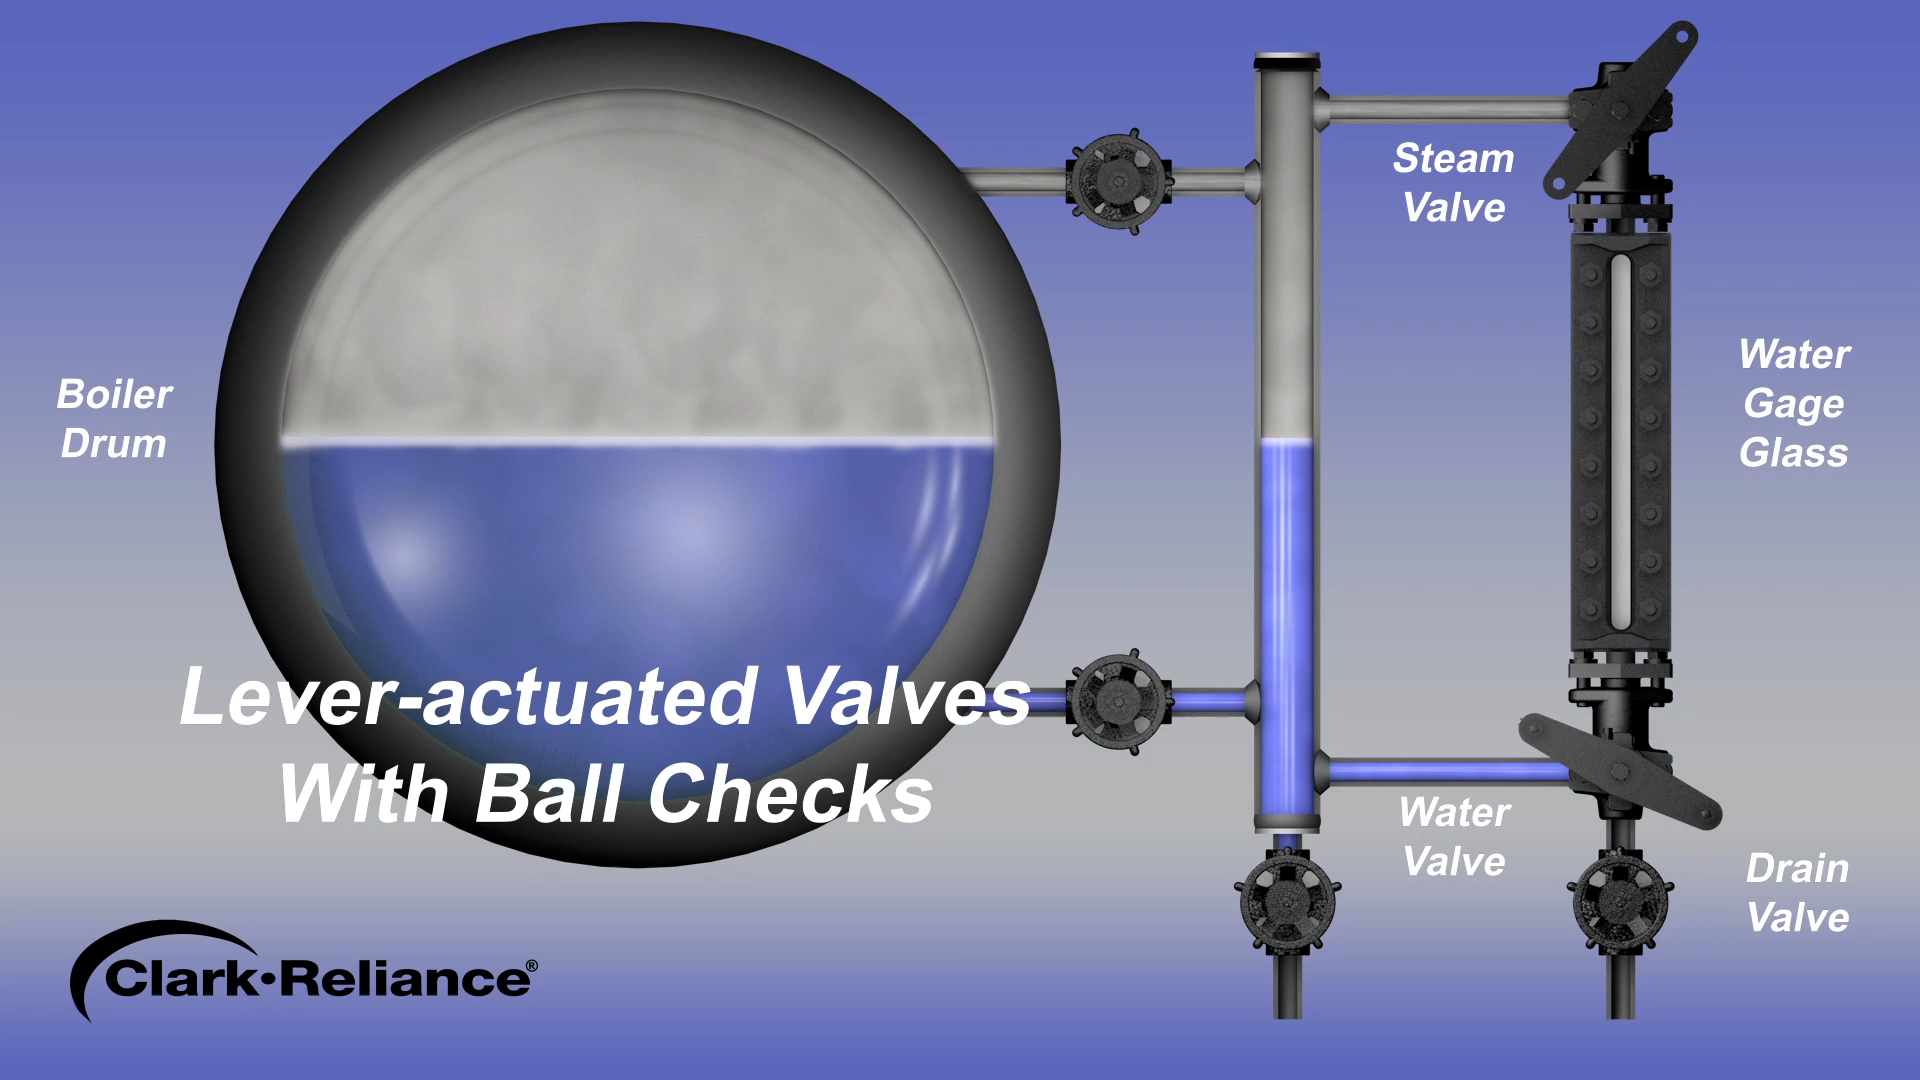 Steam
Valve
Boiler
Drum
Water
Gage
Glass
Lever-actuated Valves
With Ball Checks
Water
Valve
Drain
Valve
Clark·Reliance®